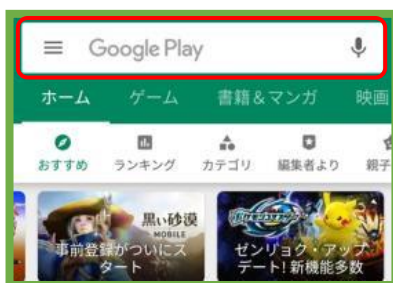 Google Play
ホーム ゲーム 書籍&マンガ 映画
おすすめ ランキング カテゴリ 編集者より 親子
黒い砂漠
MOBILE
事前登録がついにス
タート
ゼンリョク・アップ
デート! 新機能多数